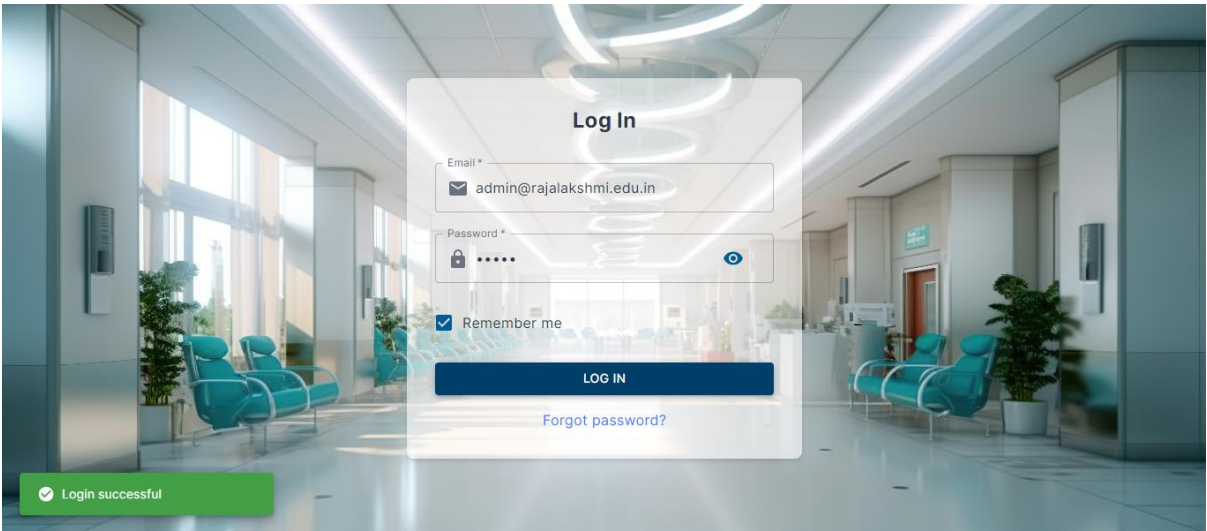 Log In
Email *
admin@rajalakshmi.edu.in
Password *
•••••
Remember me
LOG IN
Forgot password?
Login successful